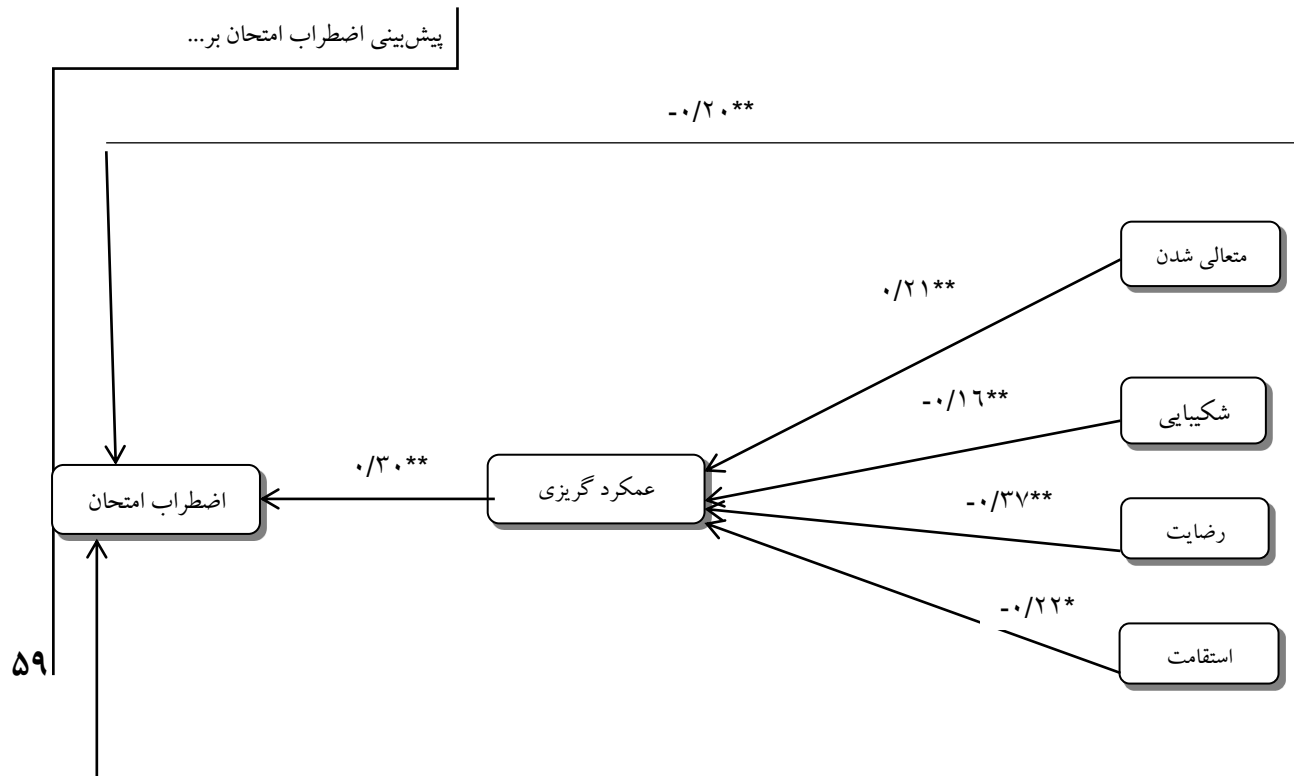 پیش‌بینی اضطراب امتحان بر...
-۰/۲۰**
متعالی شدن
۰/۲۱**
شکیبایی
-۰/۱۶**
عمکرد گریزی
۰/۳۰**
اضطراب امتحان
-۰/۳۷**
رضایت
-۰/۲۲*
استقامت
۵۹